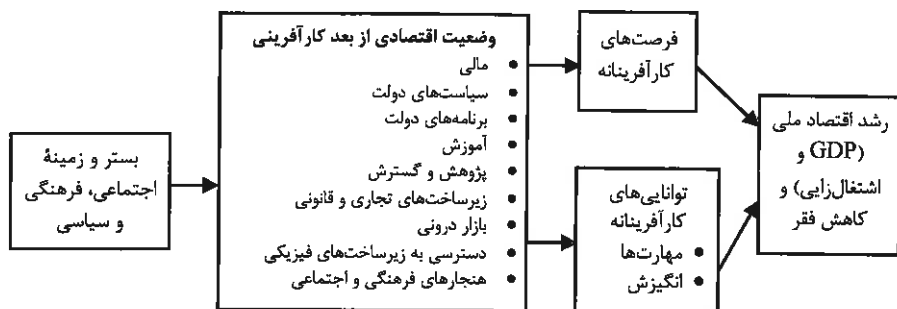 بستر و زمینهٔ
اجتماعی، فرهنگی
و سیاسی
وضعیت اقتصادی از بعد کارآفرینی
• مالی
• سیاست‌های دولت
• برنامه‌های دولت
• آموزش
• پژوهش و گسترش
• زیرساخت‌های تجاری و قانونی
• بازار درونی
• دسترسی به زیرساخت‌های فیزیکی
• هنجارهای فرهنگی و اجتماعی
فرصت‌های
کارآفرینانه
توانایی‌های
کارآفرینانه
• مهارت‌ها
• انگیزش
رشد اقتصاد ملی
(GDP و
اشتغال‌زایی) و
کاهش فقر